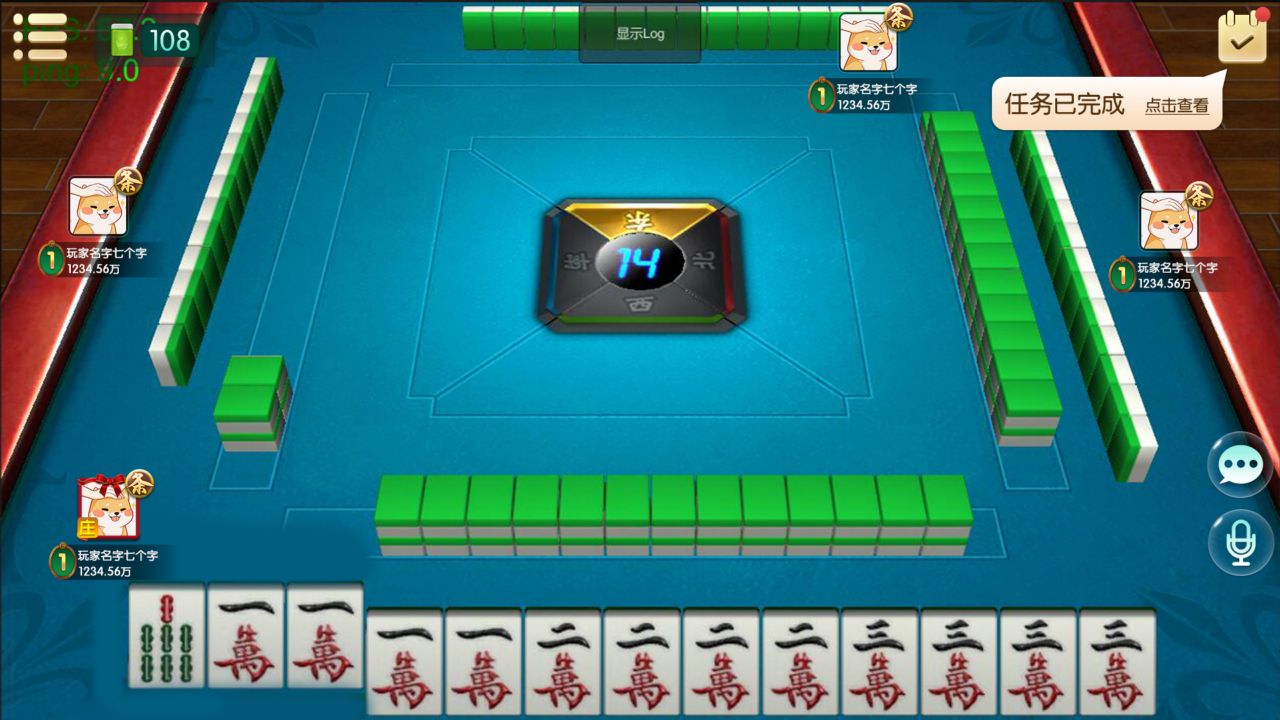 108
显示Log
条
玩家名字七个字
1
1234.56万
任务已完成 点击查看
条
玩家名字七个字
1
1234.56万
条
玩家名字七个字
1
1234.56万
东
南
14
北
西
条
庄
玩家名字七个字
1
1234.56万
一 一 一 一 二 二 二 二 三 三 三 三
萬 萬 萬 萬 萬 萬 萬 萬 萬 萬 萬 萬